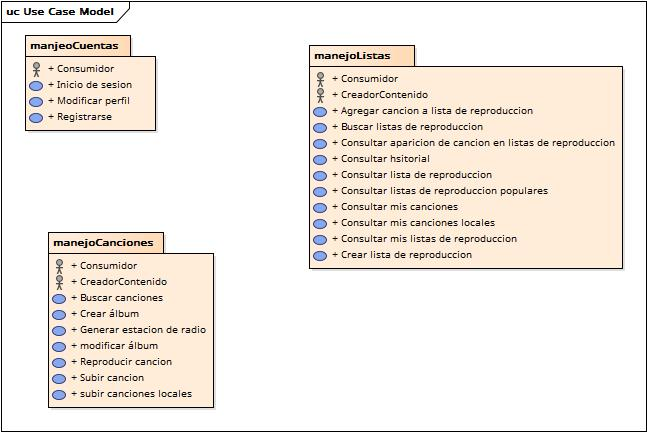 uc Use Case Model
manjeoCuentas
+ Consumidor
+ Inicio de sesion
+ Modificar perfil
+ Registrarse
manejoListas
+ Consumidor
+ CreadorContenido
+ Agregar cancion a lista de reproduccion
+ Buscar listas de reproduccion
+ Consultar aparicion de cancion en listas de reproduccion
+ Consultar hsitorial
+ Consultar lista de reproduccion
+ Consultar listas de reproduccion populares
+ Consultar mis canciones
+ Consultar mis canciones locales
+ Consultar mis listas de reproduccion
+ Crear lista de reproduccion
manejoCanciones
+ Consumidor
+ CreadorContenido
+ Buscar canciones
+ Crear álbum
+ Generar estacion de radio
+ modificar álbum
+ Reproducir cancion
+ Subir cancion
+ subir canciones locales